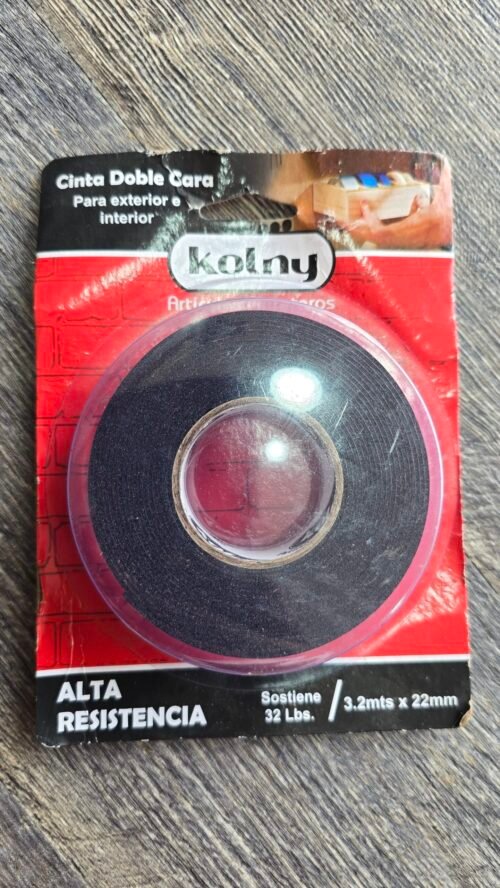 Cinta Doble Cara
Para exterior e
interior
kolny
ALTA
RESISTENCIA
Sostiene
32 Lbs.
3.2mts x 22mm